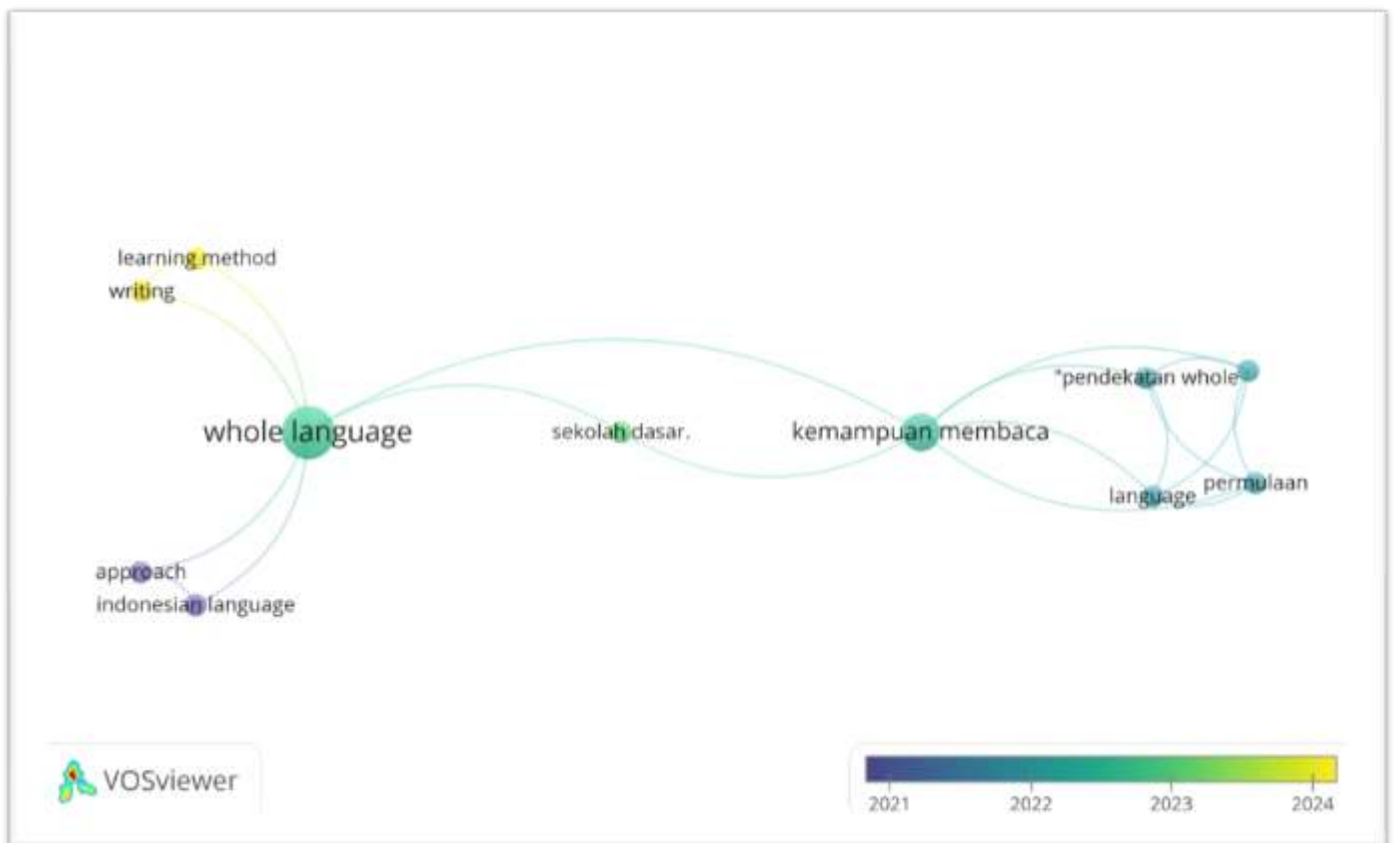 learning method
writing
whole language
sekolah dasar.
kemampuan membaca
"pendekatan whole
language
permulaan
approach
indonesian language
VOSviewer
2021
2022
2023
2024